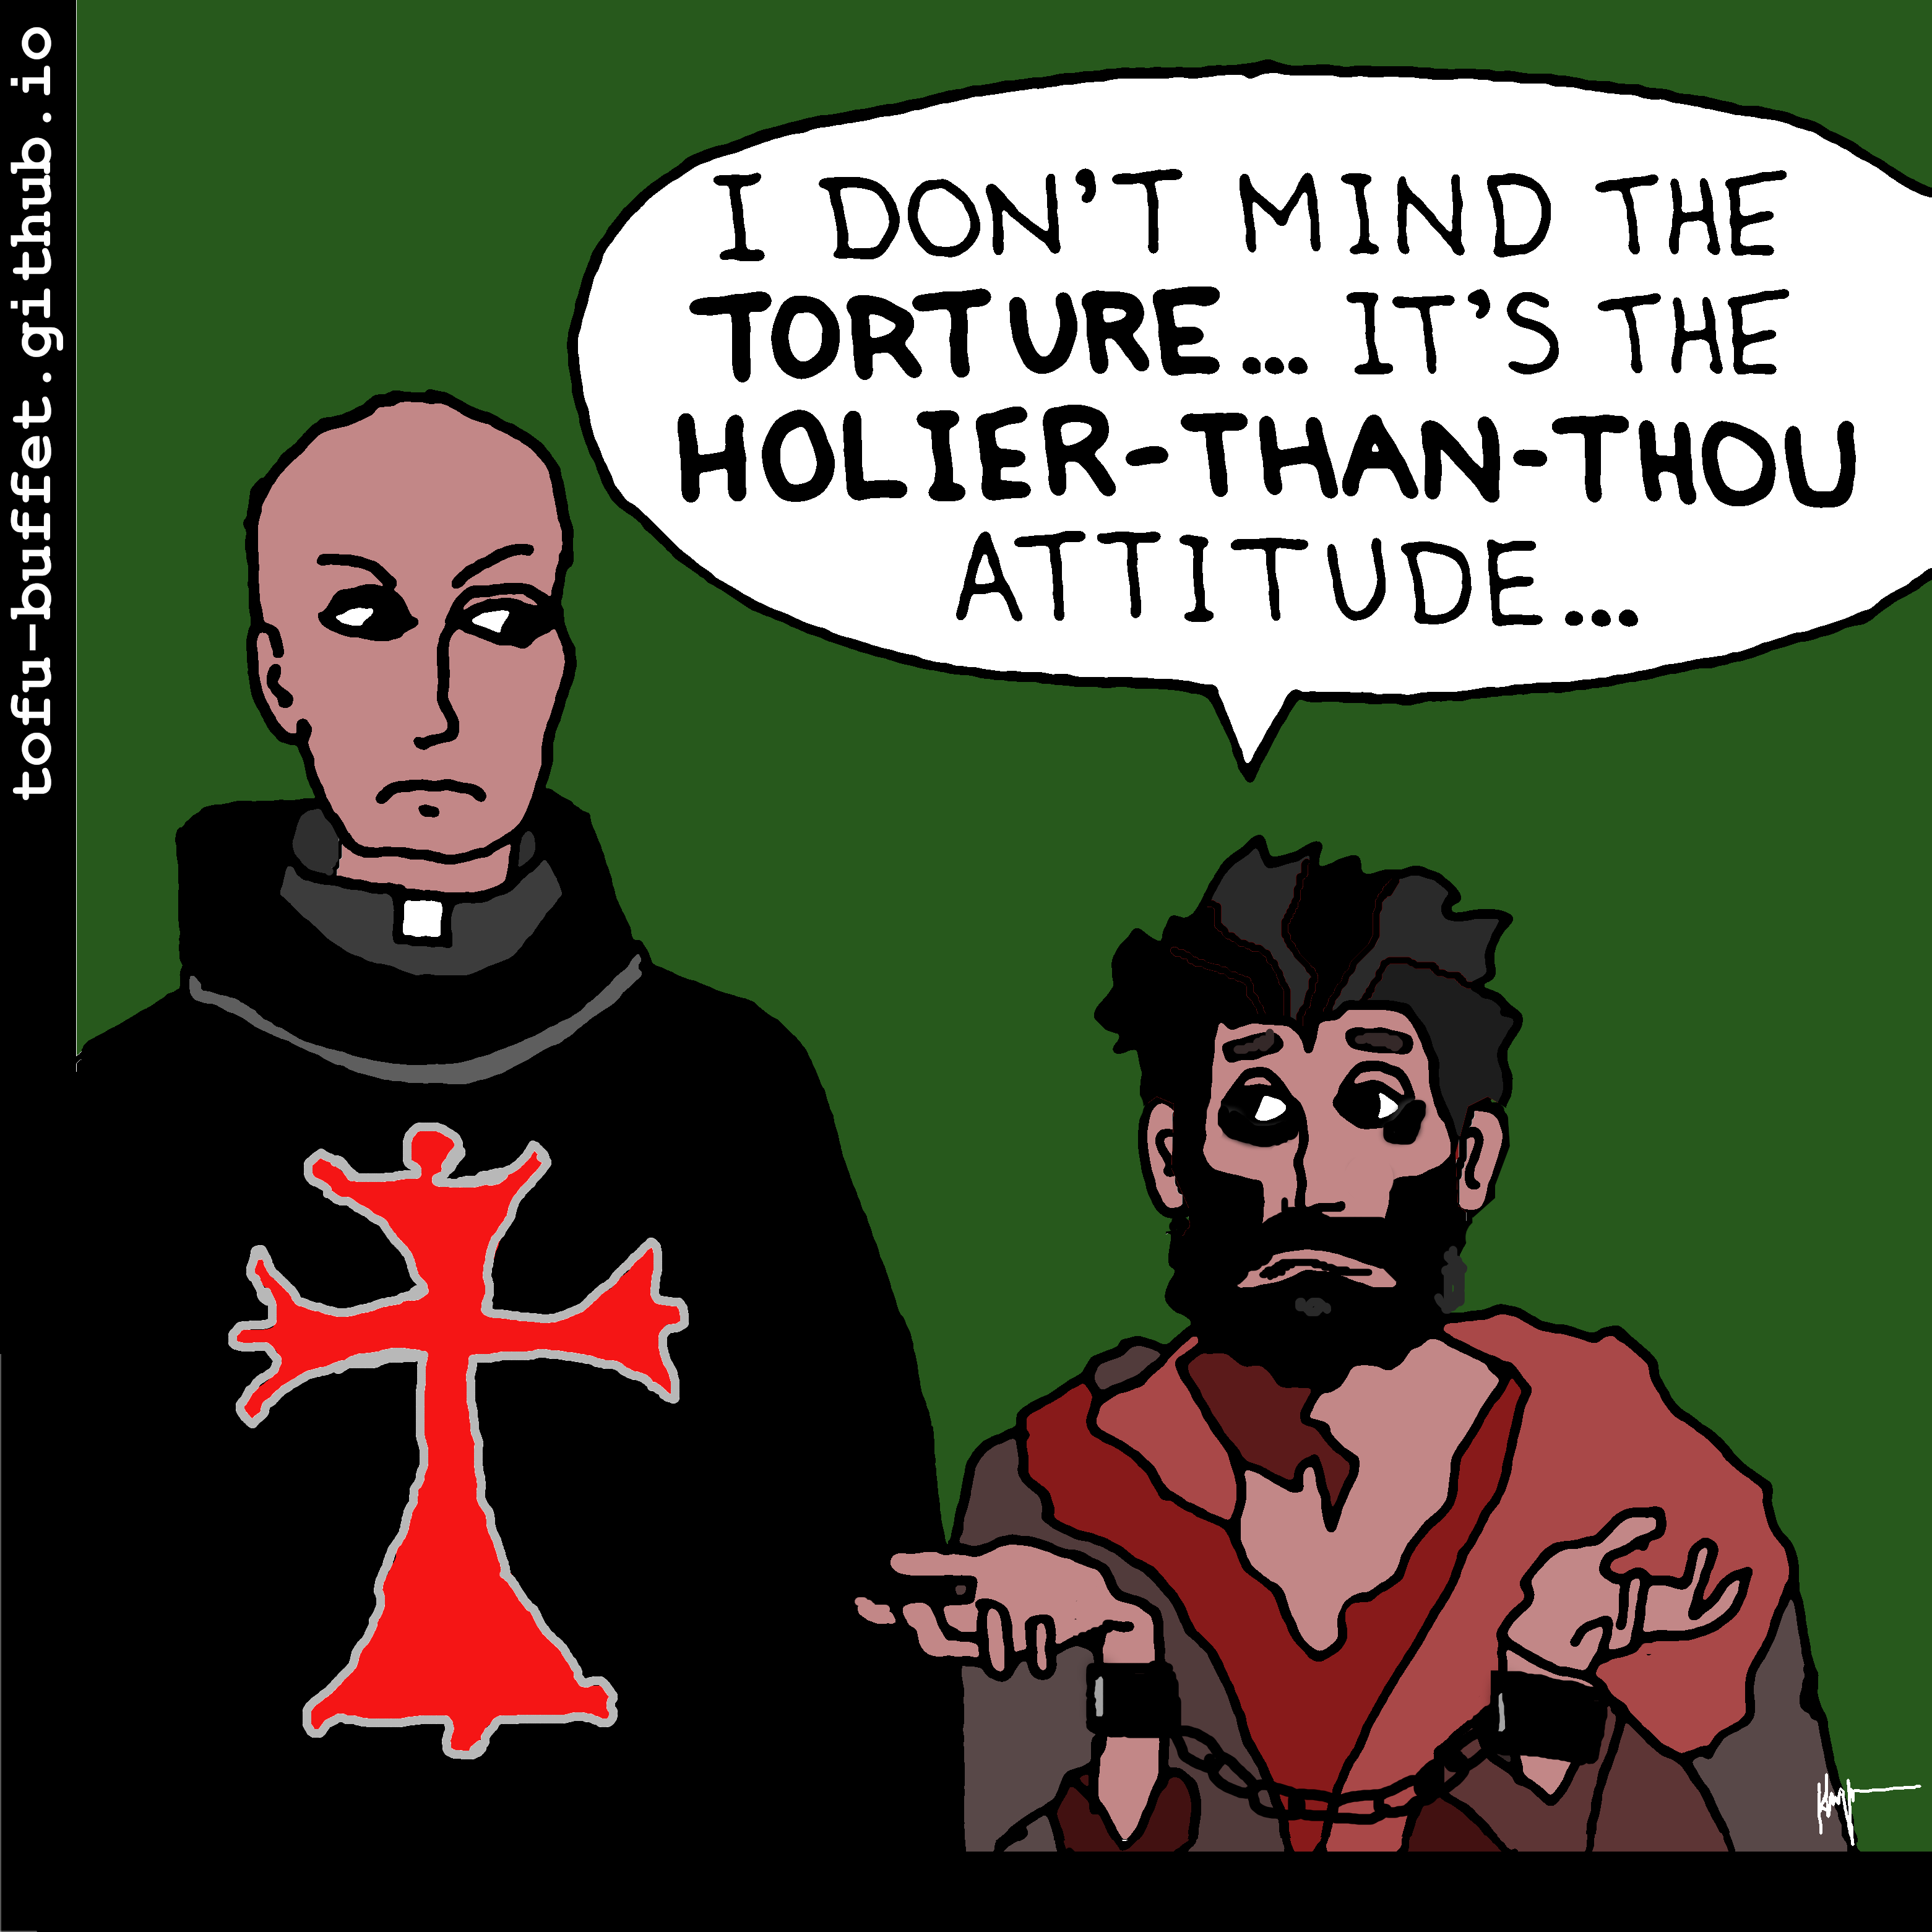 tofu-buffet.github.io
I DON'T MIND THE
TORTURE... IT'S THE
HOLIER-THAN-THOU
ATTITUDE...